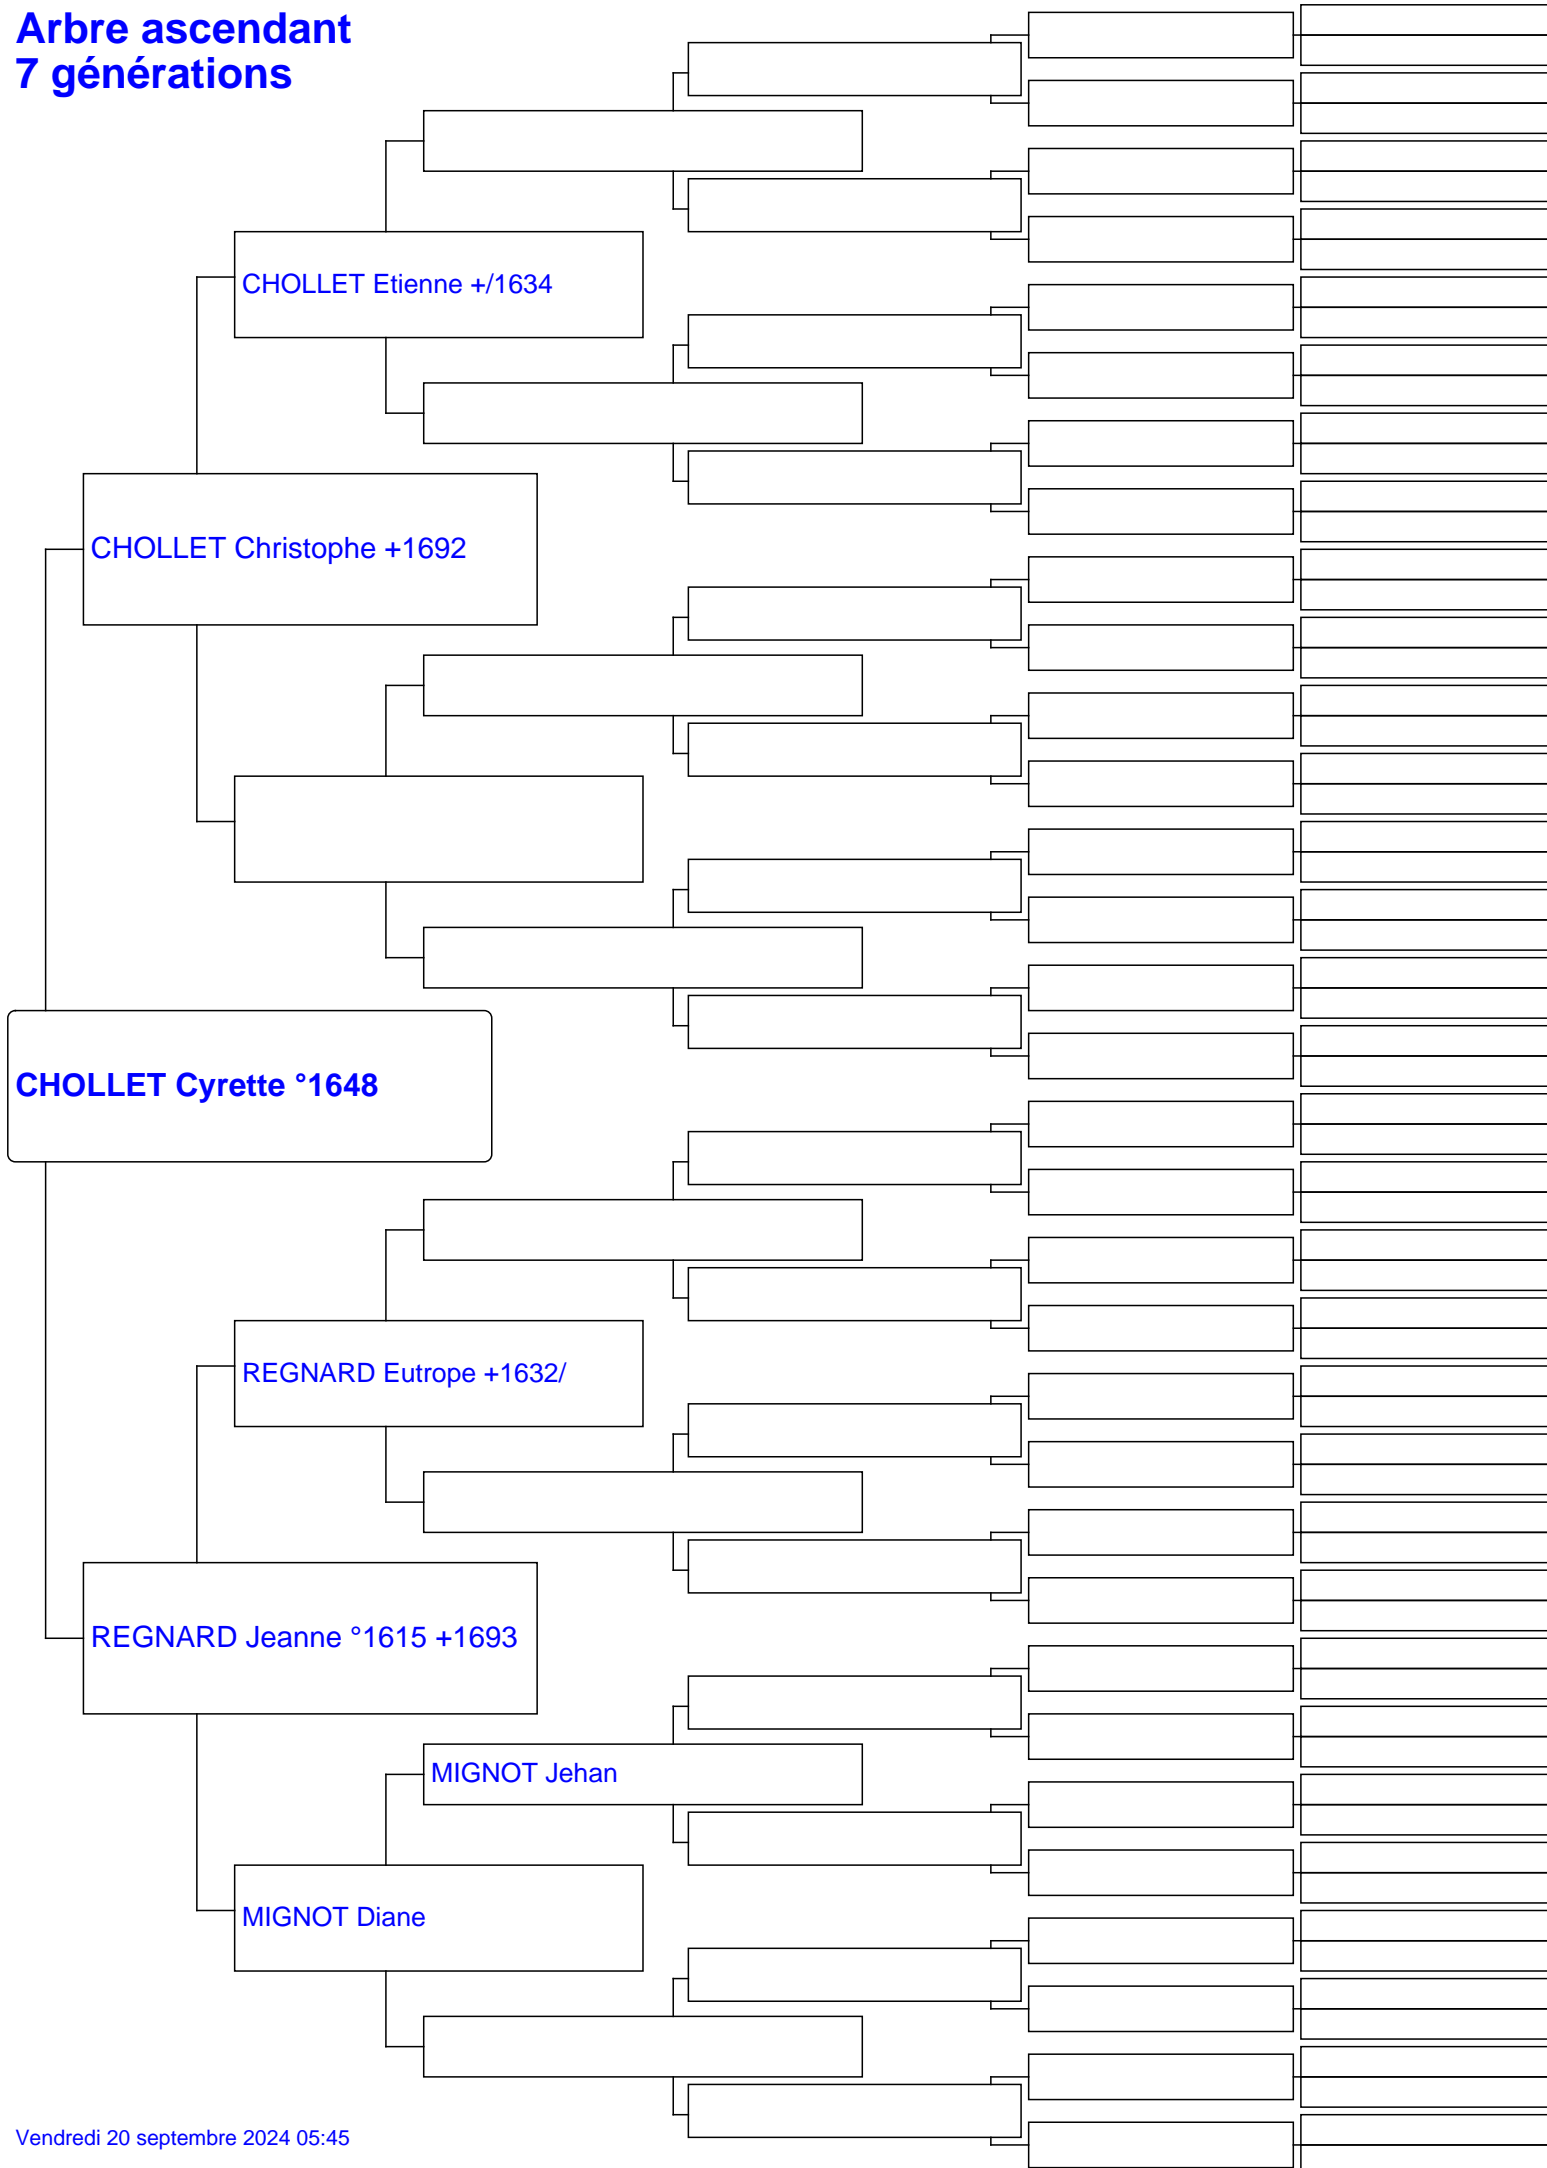 Arbre ascendant
7 générations
CHOLLET Etienne +/1634
CHOLLET Christophe +1692
CHOLLET Cyrette °1648
REGNARD Eutrope +1632/
REGNARD Jeanne °1615 +1693
MIGNOT Jehan
MIGNOT Diane
Vendredi 20 septembre 2024 05:45